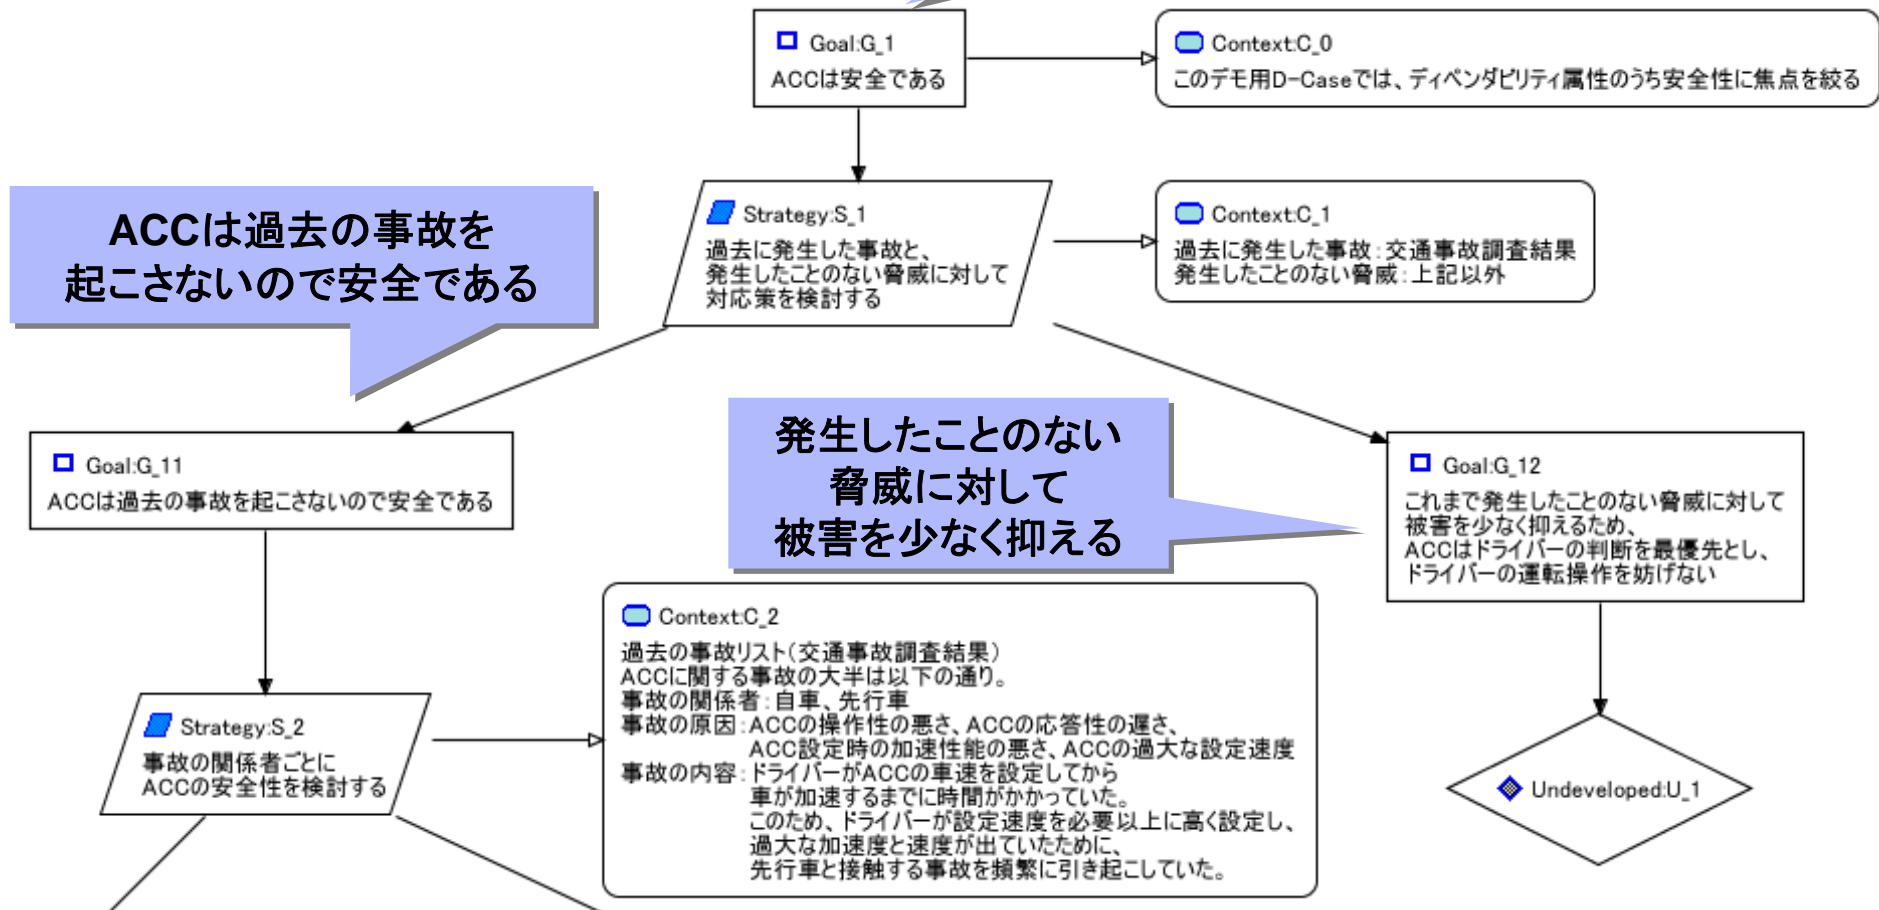 Goal:G_1
ACCは安全である
Context:C_0
このデモ用D-Caseでは、ディペンダビリティ属性のうち安全性に焦点を絞る
ACCは過去の事故を
起こさないので安全である
Strategy:S_1
過去に発生した事故と、
発生したことのない脅威に対して
対応策を検討する
Context:C_1
過去に発生した事故：交通事故調査結果
発生したことのない脅威：上記以外
Goal:G_11
ACCは過去の事故を起こさないので安全である
発生したことのない
脅威に対して
被害を少なく抑える
Goal:G_12
これまで発生したことのない脅威に対して
被害を少なく抑えるため、
ACCはドライバーの判断を最優先とし、
ドライバーの運転操作を妨げない
Strategy:S_2
事故の関係者ごとに
ACCの安全性を検討する
Context:C_2
過去の事故リスト（交通事故調査結果）
ACCに関する事故の大半は以下の通り。
事故の関係者：自車、先行車
事故の原因：ACCの操作性の悪さ、ACCの応答性の遅さ、
ACC設定時の加速性能の悪さ、ACCの過大な設定速度
事故の内容：ドライバーがACCの車速を設定してから
車が加速するまでに時間がかかっていた。
このため、ドライバーが設定速度を必要以上に高く設定し、
過大な加速度と速度が出ていたために、
先行車と接触する事故を頻繁に引き起こしていた。
Undeveloped:U_1